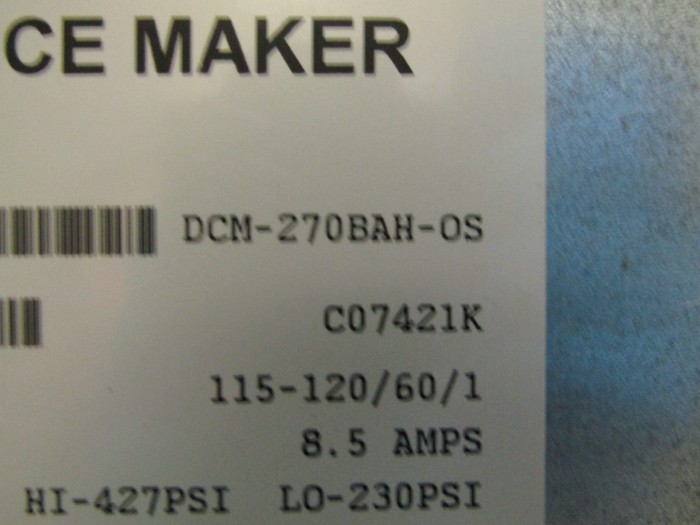 CE MAKER
DCM-270BAH-OS
C07421K
115-120/60/1
8.5 AMPS
HI-427PSI LO-230PSI